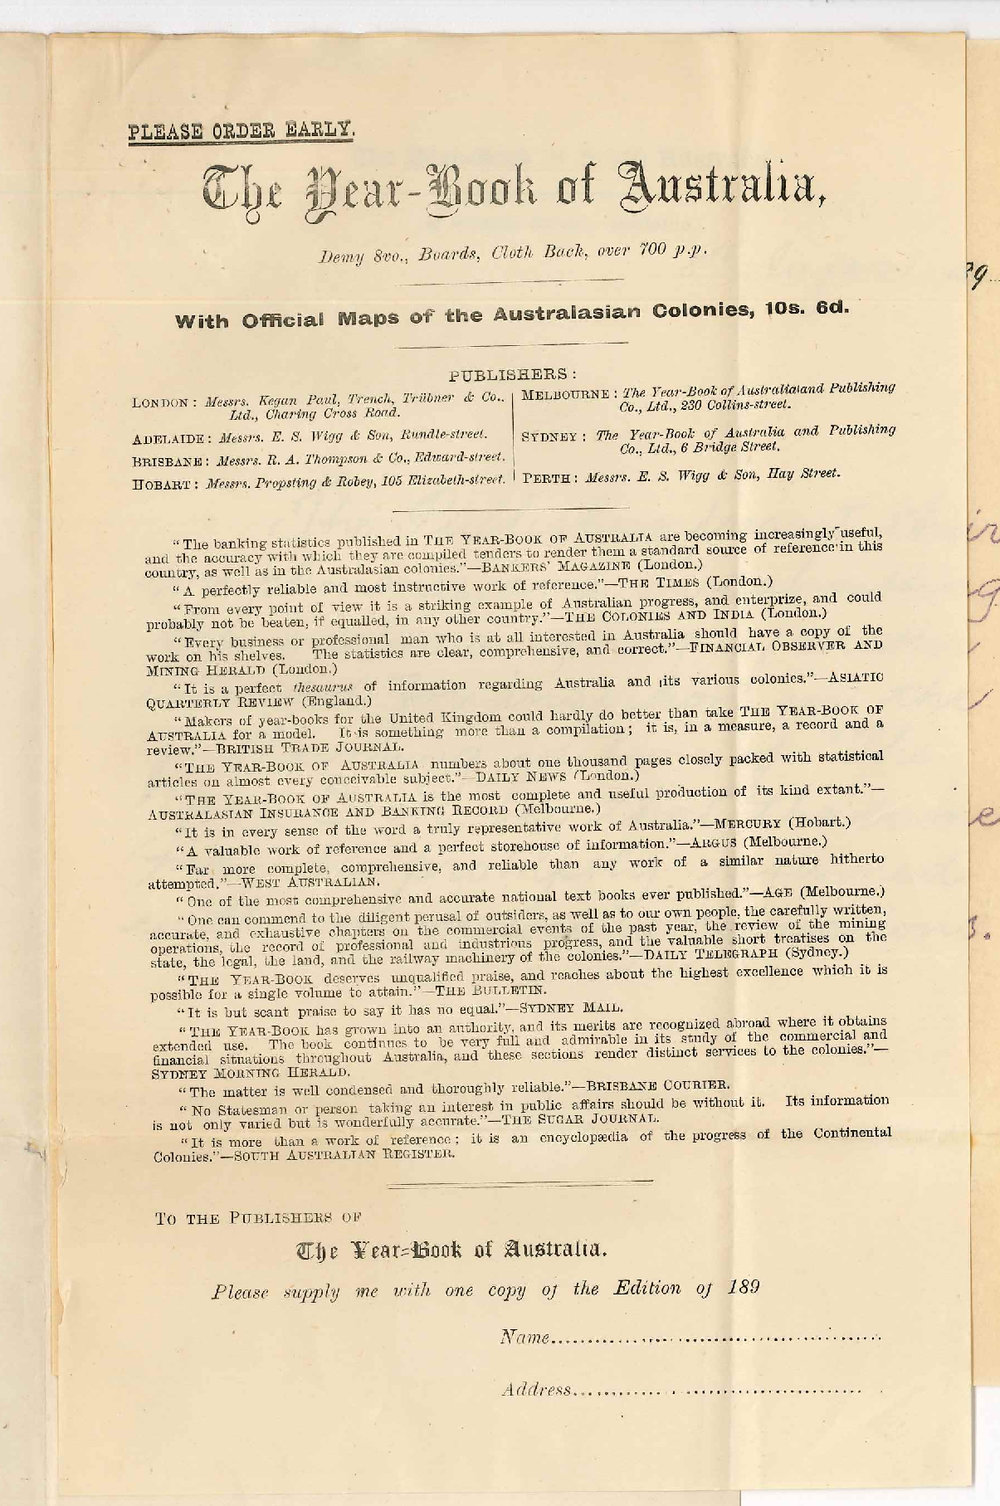 PLEASE ORDER EARLY.
The Year-Book of Australia,
Demy 8vo., Boards, Cloth Back, over 700 p.p.
With Official Maps of the Australasian Colonies, 10s. 6d.
PUBLISHERS:
LONDON: Messrs. Kegan Paul, Trench, Trübner & Co.,
Ltd., Charing Cross Road.
ADELAIDE: Messrs. E. S. Wigg & Son, Rundle-street.
BRISBANE: Messrs. R. A. Thompson & Co., Edward-street.
HOBART: Messrs. Propsting & Robey, 105 Elizabeth-street.
MELBOURNE: The Year-Book of Australia and Publishing
Co., Ltd., 230 Collins-street.
SYDNEY: The Year-Book of Australia and Publishing
Co., Ltd., 6 Bridge Street.
PERTH: Messrs. E. S. Wigg & Son, Hay Street.
"The banking statistics published in THE YEAR-BOOK OF AUSTRALIA are becoming increasingly useful,
and the accuracy with which they are compiled tenders to render them a standard source of reference in this
country, as well as in the Australasian colonies."—BANKERS' MAGAZINE (London.)
"A perfectly reliable and most instructive work of reference."—THE TIMES (London.)
"From every point of view it is a striking example of Australian progress, and enterprize, and could
probably not be beaten, if equalled, in any other country."—THE COLONIES AND INDIA (London.)
"Every business or professional man who is at all interested in Australia should have a copy of the
work on his shelves. The statistics are clear, comprehensive, and correct."—FINANCIAL OBSERVER AND
MINING HERALD (London.)
"It is a perfect thesaurus of information regarding Australia and its various colonies."—ASIATIC
QUARTERLY REVIEW (England.)
"Makers of year-books for the United Kingdom could hardly do better than take THE YEAR-BOOK OF
AUSTRALIA for a model. It is something more than a compilation; it is, in a measure, a record and a
review."—BRITISH TRADE JOURNAL.
"THE YEAR-BOOK OF AUSTRALIA numbers about one thousand pages closely packed with statistical
articles on almost every conceivable subject."—DAILY NEWS (London.)
"THE YEAR-BOOK OF AUSTRALIA is the most complete and useful production of its kind extant."—
AUSTRALASIAN INSURANCE AND BANKING RECORD (Melbourne.)
"It is in every sense of the word a truly representative work of Australia."—MERCURY (Hobart.)
"A valuable work of reference and a perfect storehouse of information."—ARGUS (Melbourne.)
"Far more complete, comprehensive, and reliable than any work of a similar nature hitherto
attempted."—WEST AUSTRALIAN.
"One of the most comprehensive and accurate national text books ever published."—AGE (Melbourne.)
"One can commend to the diligent perusal of outsiders, as well as to our own people, the carefully written,
accurate, and exhaustive chapters on the commercial events of the past year, the review of the mining
operations, the record of professional and industrious progress, and the valuable short treatises on the
state, the legal, the land, and the railway machinery of the colonies."—DAILY TELEGRAPH (Sydney.)
"THE YEAR-BOOK deserves unqualified praise, and reaches about the highest excellence which it is
possible for a single volume to attain."—THE BULLETIN.
"It is but scant praise to say it has no equal."—SYDNEY MAIL.
"THE YEAR-BOOK has grown into an authority, and its merits are recognized abroad where it obtains
extended use. The book continues to be very full and admirable in its study of the commercial and
financial situations throughout Australia, and these sections render distinct services to the colonies."—
SYDNEY MORNING HERALD.
"The matter is well condensed and thoroughly reliable."—BRISBANE COURIER.
"No Statesman or person taking an interest in public affairs should be without it. Its information
is not only varied but is wonderfully accurate."—THE SUGAR JOURNAL.
"It is more than a work of reference: it is an encyclopædia of the progress of the Continental
Colonies."—SOUTH AUSTRALIAN REGISTER.
TO THE PUBLISHERS OF
The Year-Book of Australia.
Please supply me with one copy of the Edition of 189
Name
Address